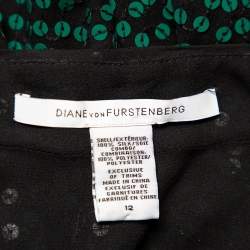 DIANE VON FURSTENBERG
SHELL/EXTÉRIEUR:
100% SILK/SOIE
COMBO/
COMBINAISON:
100% POLYESTER/
POLYESTER
EXCLUSIVE
OF TRIMS
MADE IN CHINA
EXCLUSIF DE
GARNITURES
FABRIQUÉ EN CHINE
12